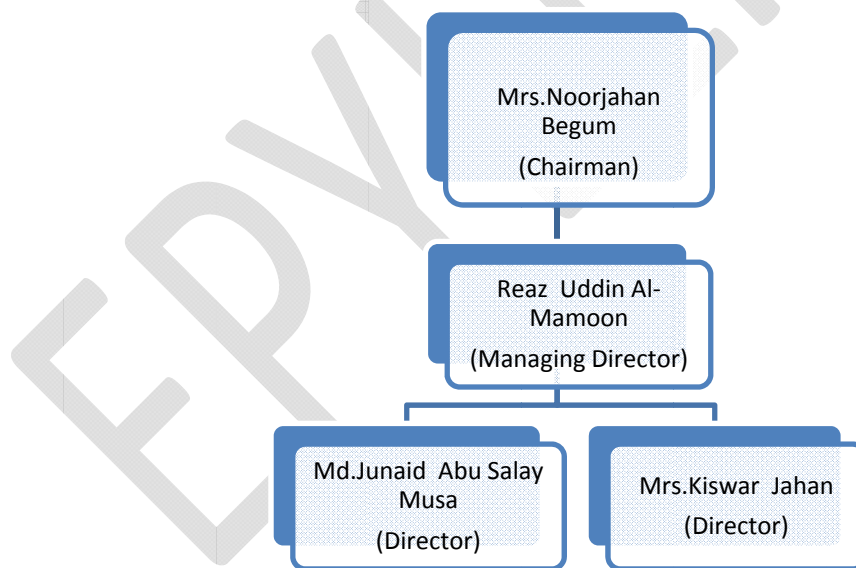 Mrs.Noorjahan
Begum
(Chairman)
Reaz Uddin Al-
Mamoon
(Managing Director)
Md.Junaid Abu Salay
Musa
(Director)
Mrs.Kiswar Jahan
(Director)